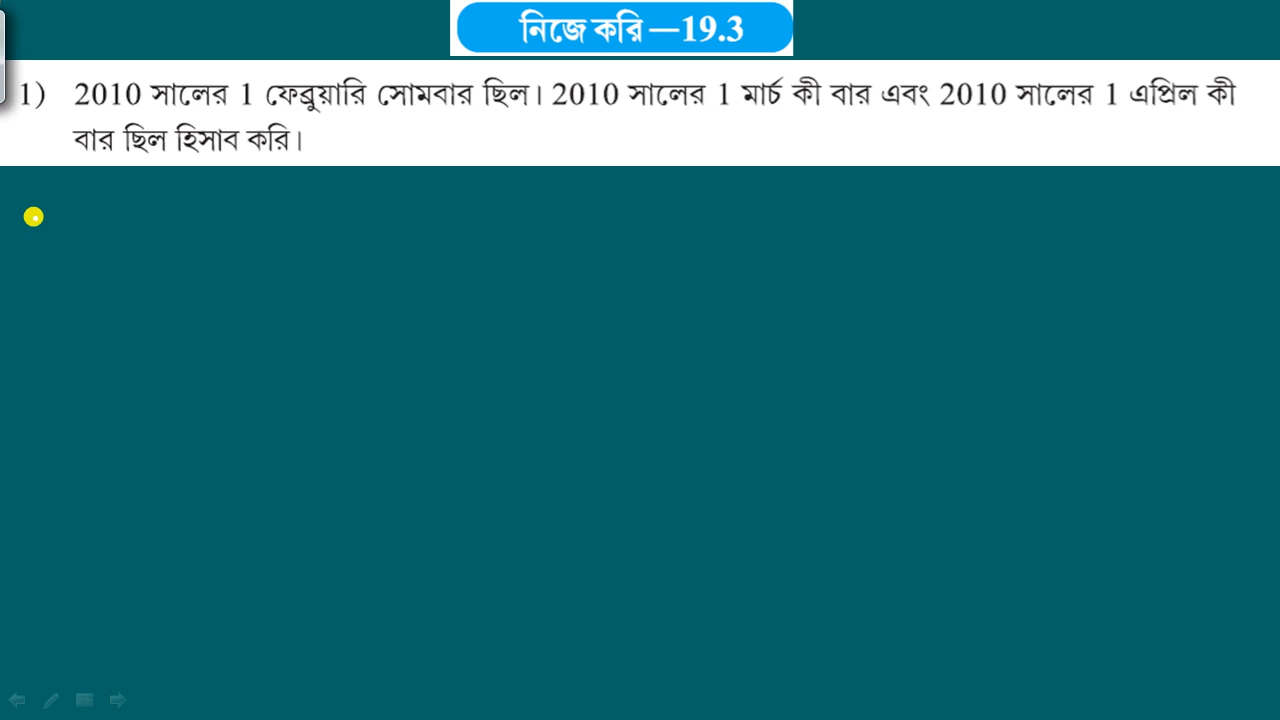 নিজে করি —19.3
1) 2010 সালের 1 ফেব্রুয়ারি সোমবার ছিল। 2010 সালের 1 মার্চ কী বার এবং 2010 সালের 1 এপ্রিল কী
বার ছিল হিসাব করি।